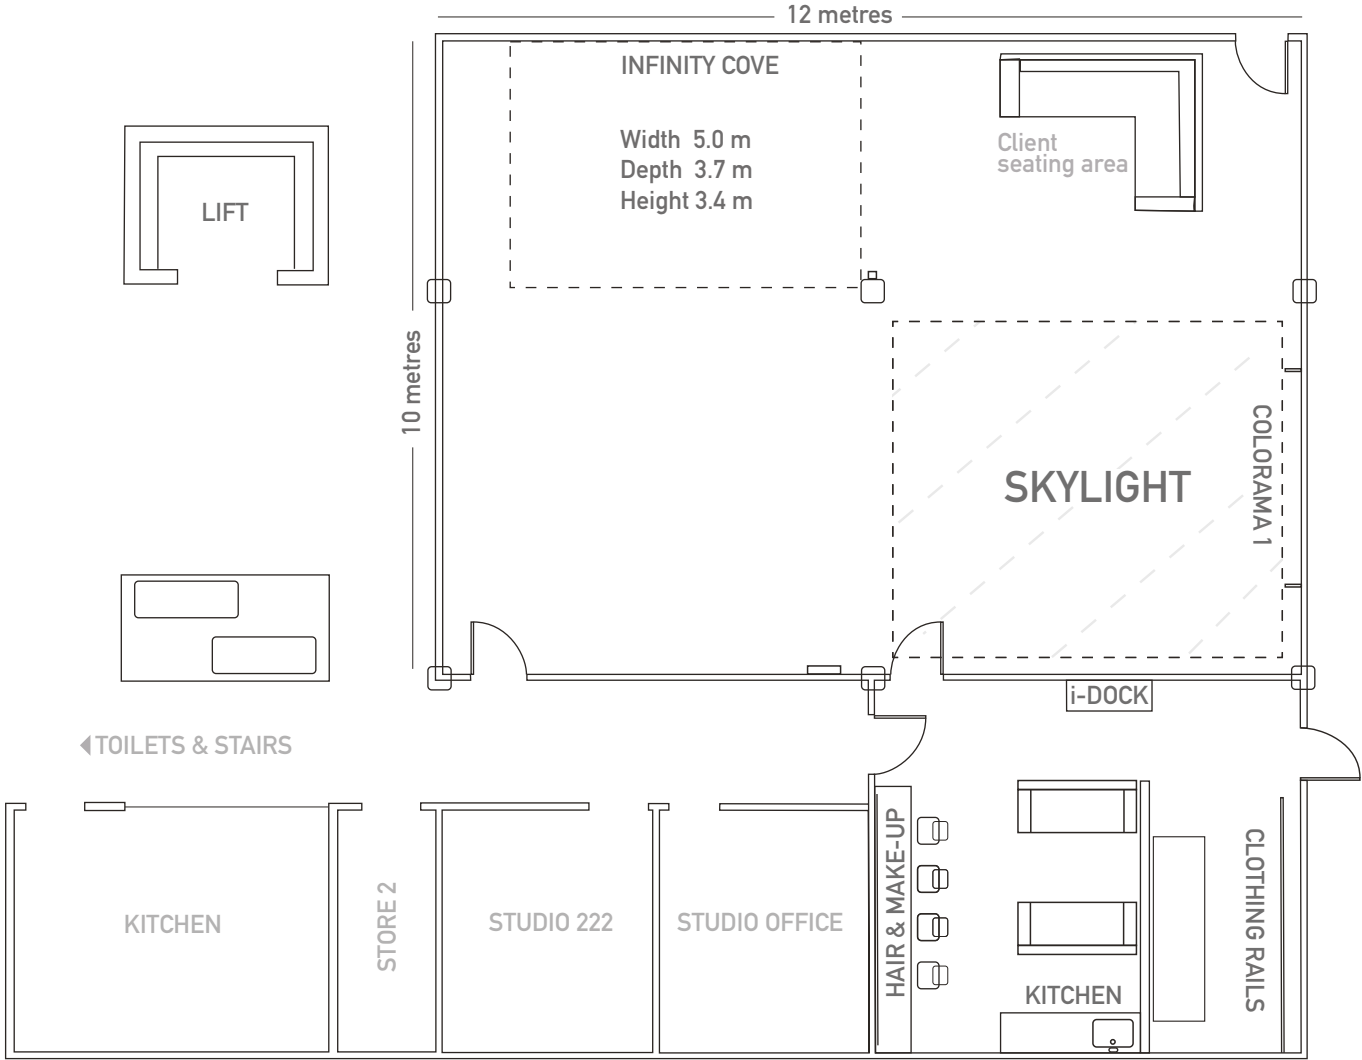 12 metres
INFINITY COVE
Width 5.0 m
Depth 3.7 m
Height 3.4 m
Client
seating area
LIFT
10 metres
COLORAMA 1
SKYLIGHT
i-DOCK
TOILETS & STAIRS
HAIR & MAKE-UP
CLOTHING RAILS
KITCHEN
STORE 2
STUDIO 222
STUDIO OFFICE
KITCHEN